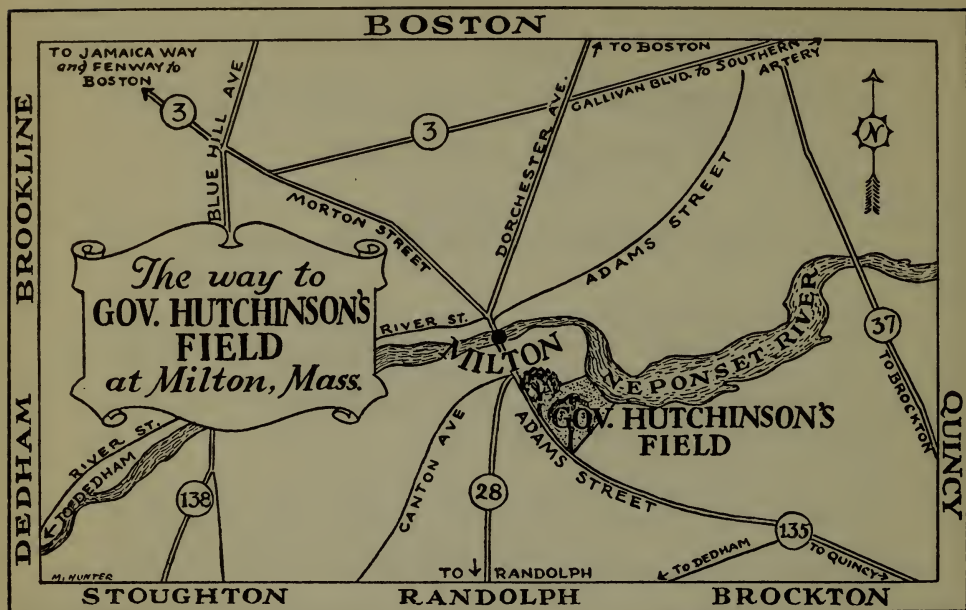 BOSTON
TO JAMAICA WAY
and FENWAY to
BOSTON
3
BLUE HILL AVE
TO BOSTON
GALLIVAN BLVD. to SOUTHERN
ARTERY
3
DORCHESTER AVE.
MORTON STREET
ADAMS STREET
N
BROOKLINE
The way to
GOV. HUTCHINSON'S
FIELD
at Milton, Mass.
RIVER ST.
MILTON
NEPONSET RIVER
37
TO BROCKTON
GOV. HUTCHINSON'S
FIELD
DEDHAM
QUINCY
RIVER ST.
TO DEDHAM
138
CANTON AVE
28
ADAMS STREET
135
TO DEDHAM
TO QUINCY
TO RANDOLPH
M. HUNTER
STOUGHTON
RANDOLPH
BROCKTON